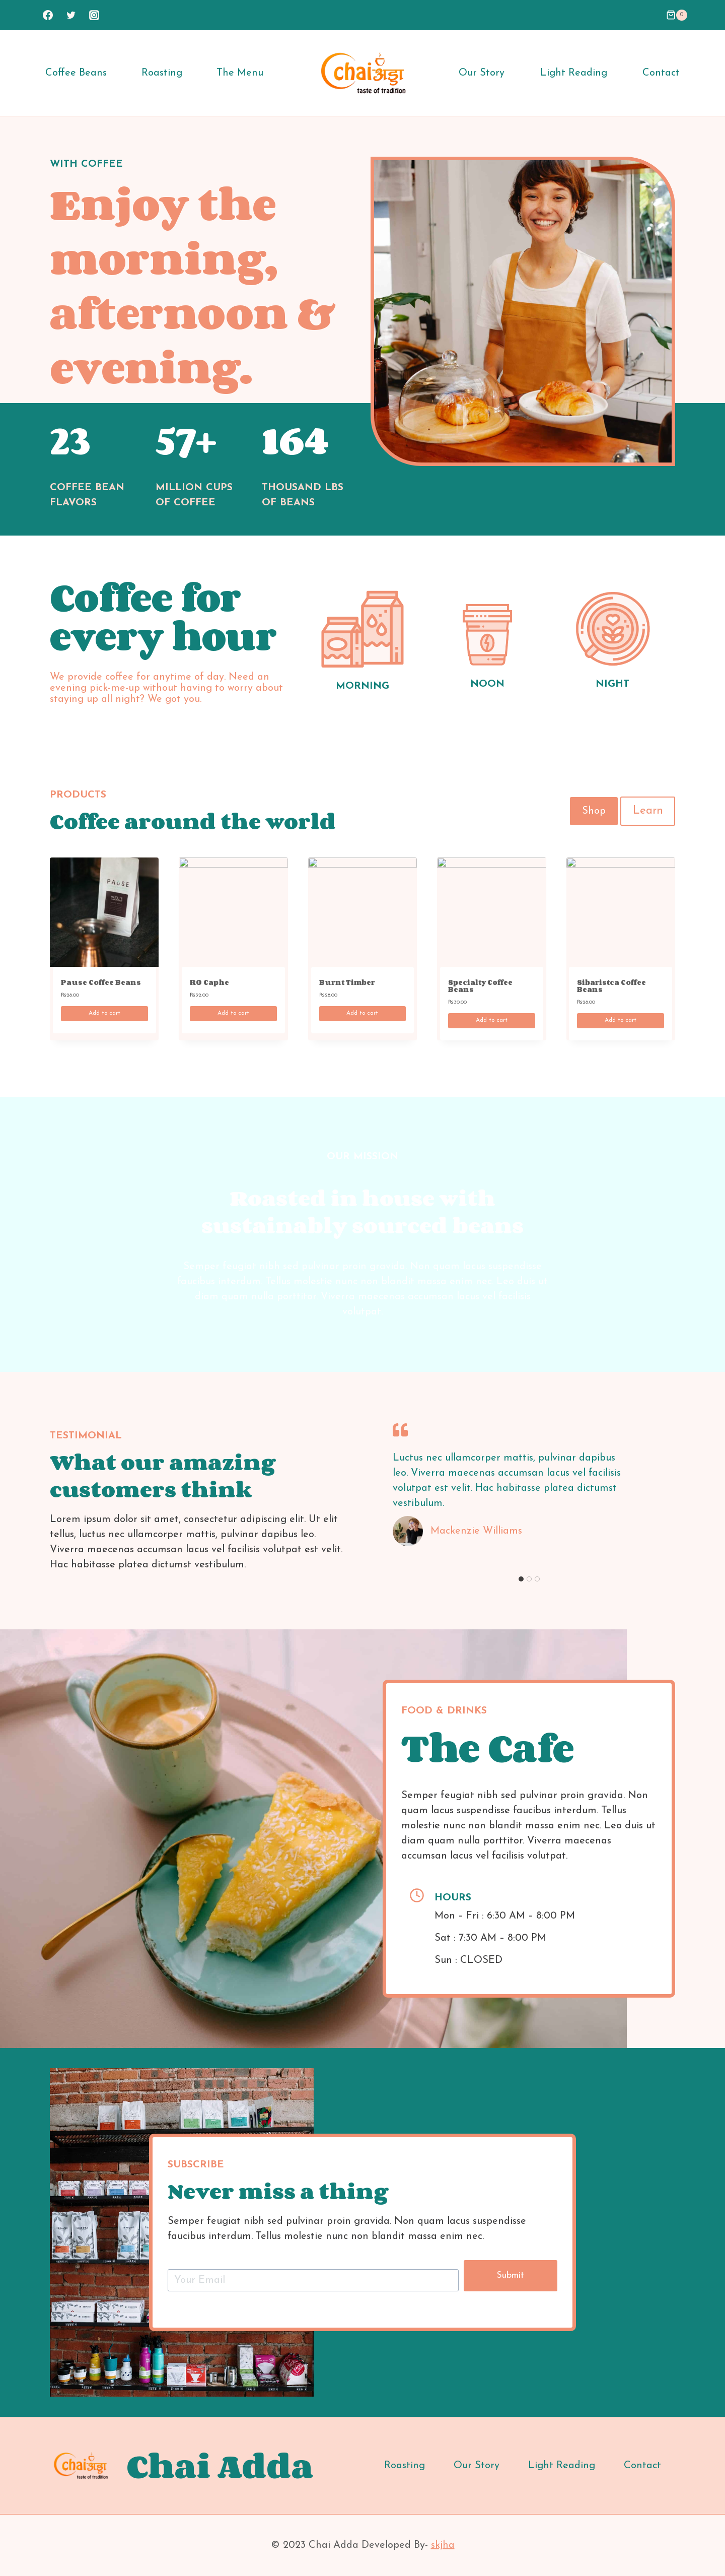 0
Coffee Beans
Roasting
The Menu
chai अड्डा
taste of tradition
Our Story
Light Reading
Contact
WITH COFFEE
Enjoy the
morning,
afternoon &
evening.
23
COFFEE BEAN
FLAVORS
57+
MILLION CUPS
OF COFFEE
164
THOUSAND LBS
OF BEANS
Coffee for
every hour
We provide coffee for anytime of day. Need an
evening pick-me-up without having to worry about
staying up all night? We got you.
MORNING
NOON
NIGHT
PRODUCTS
Coffee around the world
Shop
Learn
PAUSE
Pause Coffee Beans
Add to cart
RO Caphe
Add to cart
Burnt Timber
Add to cart
Specialty Coffee
Beans
Add to cart
Sibaristca Coffee
Beans
Add to cart
OUR MISSION
Roasted in house with
sustainably sourced beans
TESTIMONIAL
What our amazing
customers think
Lorem ipsum dolor sit amet, consectetur adipiscing elit. Ut elit
tellus, luctus nec ullamcorper mattis, pulvinar dapibus leo.
Viverra maecenas accumsan lacus vel facilisis volutpat est velit.
Hac habitasse platea dictumst vestibulum.
Luctus nec ullamcorper mattis, pulvinar dapibus
leo. Viverra maecenas accumsan lacus vel facilisis
volutpat est velit. Hac habitasse platea dictumst
vestibulum.
Mackenzie Williams
FOOD & DRINKS
The Cafe
Semper feugiat nibh sed pulvinar proin gravida. Non
quam lacus suspendisse faucibus interdum. Tellus
molestie nunc non blandit massa enim nec. Leo duis ut
diam quam nulla porttitor. Viverra maecenas
accumsan lacus vel facilisis volutpat.
HOURS
Mon – Fri : 6:30 AM – 8:00 PM
Sat : 7:30 AM – 8:00 PM
Sun : CLOSED
SUBSCRIBE
Never miss a thing
Semper feugiat nibh sed pulvinar proin gravida. Non quam lacus suspendisse
faucibus interdum. Tellus molestie nunc non blandit massa enim nec.
Your Email
Submit
chai अड्डा
taste of tradition
Chai Adda
Roasting
Our Story
Light Reading
Contact
© 2023 Chai Adda Developed By- skjha